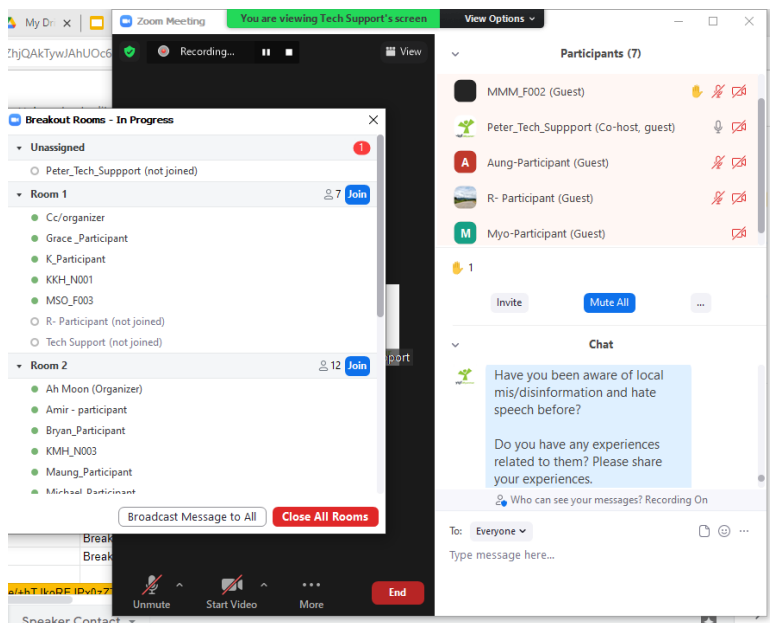 My Dri
Zoom Meeting
You are viewing Tech Support's screen
View Options
ZhjQAkTywJAhUOc6
Recording...
View
Participants (7)
MMM_F002 (Guest)
Peter_Tech_Suppport (Co-host, guest)
A Aung-Participant (Guest)
R- Participant (Guest)
M Myo-Participant (Guest)
1
Invite
Mute All
...
Breakout Rooms - In Progress
Unassigned 1
Peter_Tech_Suppport (not joined)
Room 1 7 Join
Cc/organizer
Grace _Participant
K_Participant
KKH_N001
MSO_F003
R- Participant (not joined)
Tech Support (not joined)
Room 2 12 Join
Ah Moon (Organizer)
Amir - participant
Bryan_Participant
KMH_N003
Maung_Participant
Michael Participant
Broadcast Message to All
Close All Rooms
port
Chat
Have you been aware of local
mis/disinformation and hate
speech before?
Do you have any experiences
related to them? Please share
your experiences.
Who can see your messages? Recording On
To: Everyone
Type message here...
Break
Break
Unmute
Start Video
More
End
Speaker Contact